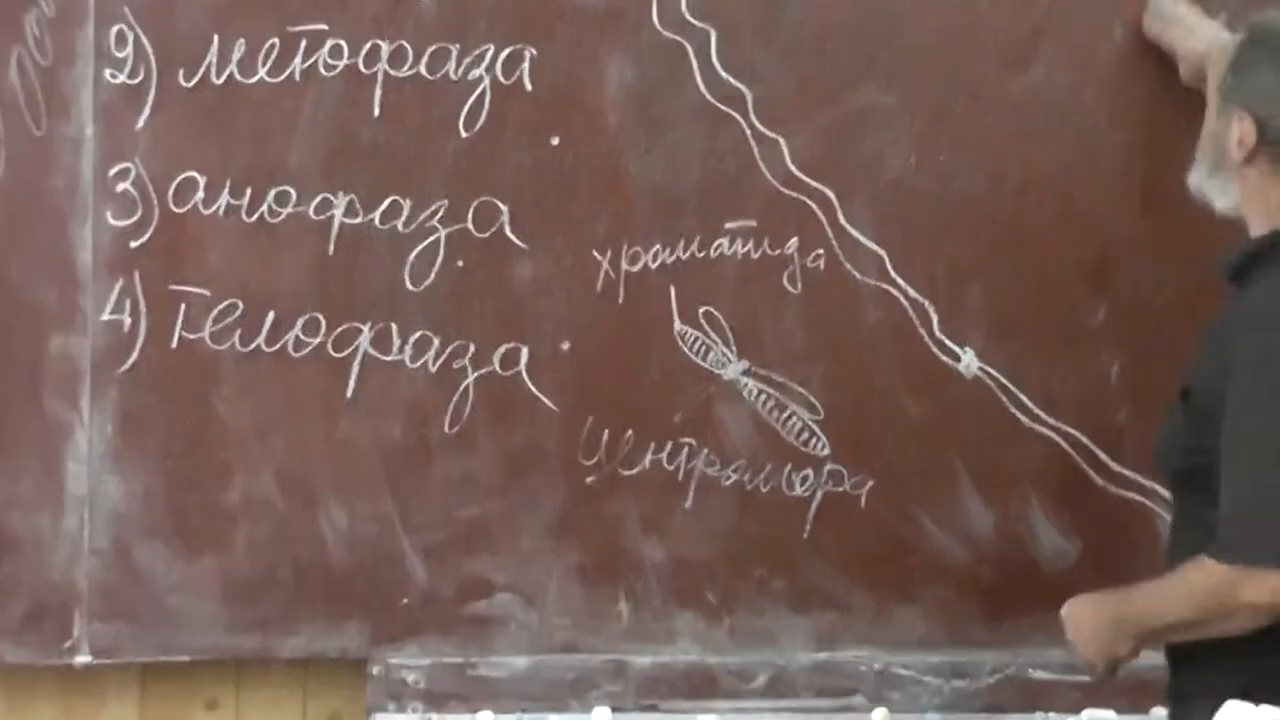 2) метофаза
3) анофаза
4) телофаза
хроматида
центромера